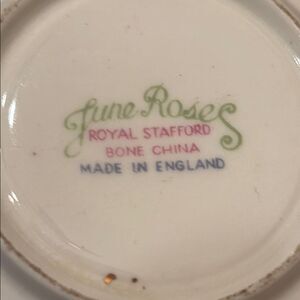 June Roses
ROYAL STAFFORD
BONE CHINA
MADE IN ENGLAND